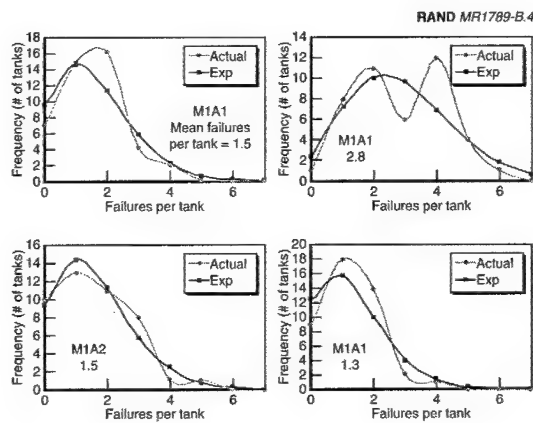 RAND MR1789-B.4
Frequency (# of tanks)
18
16
14
12
10
8
6
4
2
0
Actual
Exp
M1A1
Mean failures
per tank = 1.5
0 2 4 6
Failures per tank
Frequency (# of tanks)
14
12
10
8
6
4
2
0
Actual
Exp
M1A1
2.8
0 1 2 3 4 5 6
Failures per tank
Frequency (# of tanks)
16
14
12
10
8
6
4
2
0
Actual
Exp
M1A2
1.5
0 2 4 6
Failures per tank
Frequency (# of tanks)
20
18
16
14
12
10
8
6
4
2
0
Actual
Exp
M1A1
1.3
0 2 4 6
Failures per tank